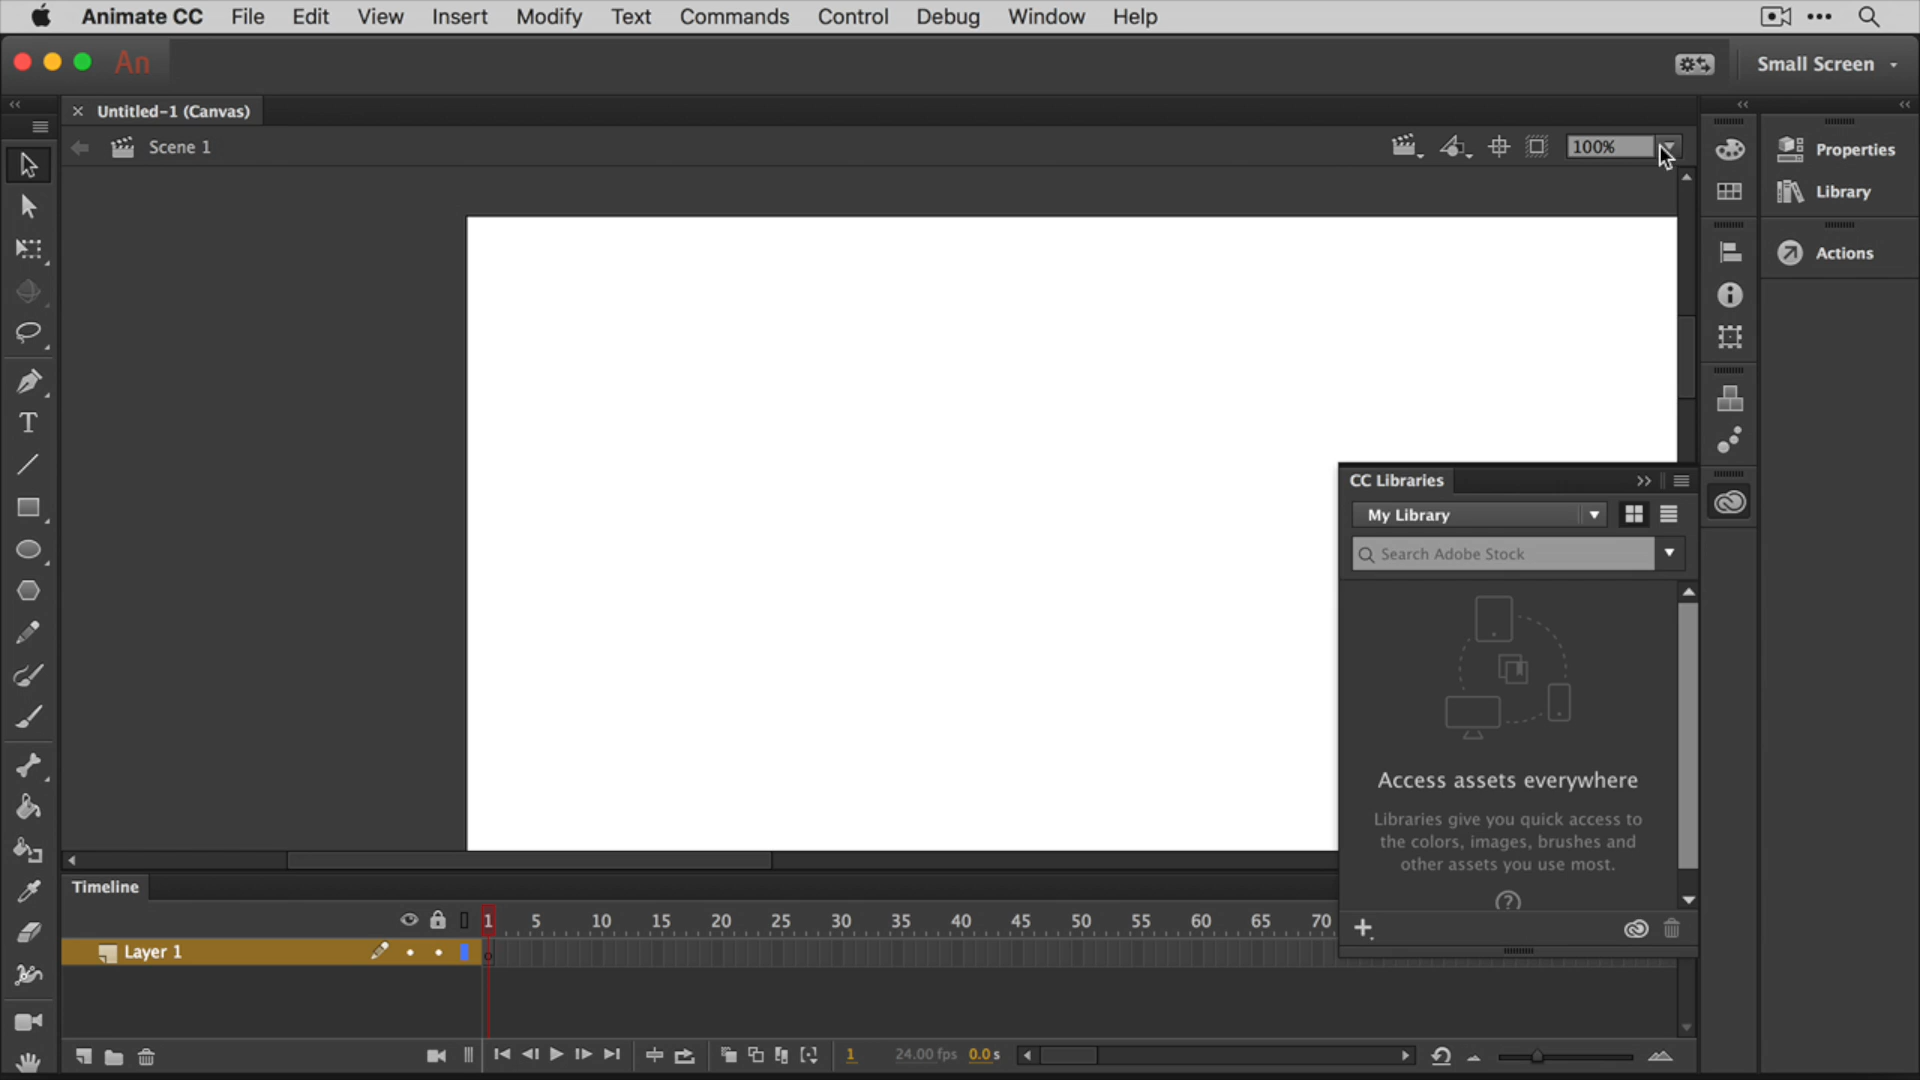 Animate CC File Edit View Insert Modify Text Commands Control Debug Window Help
An
Small Screen
Untitled-1 (Canvas)
Scene 1
100%
Properties
Library
Actions
CC Libraries
My Library
Search Adobe Stock
Access assets everywhere
Libraries give you quick access to
the colors, images, brushes and
other assets you use most.
Timeline
1 5 10 15 20 25 30 35 40 45 50 55 60 65 70
Layer 1
1 24.00 fps 0.0 s